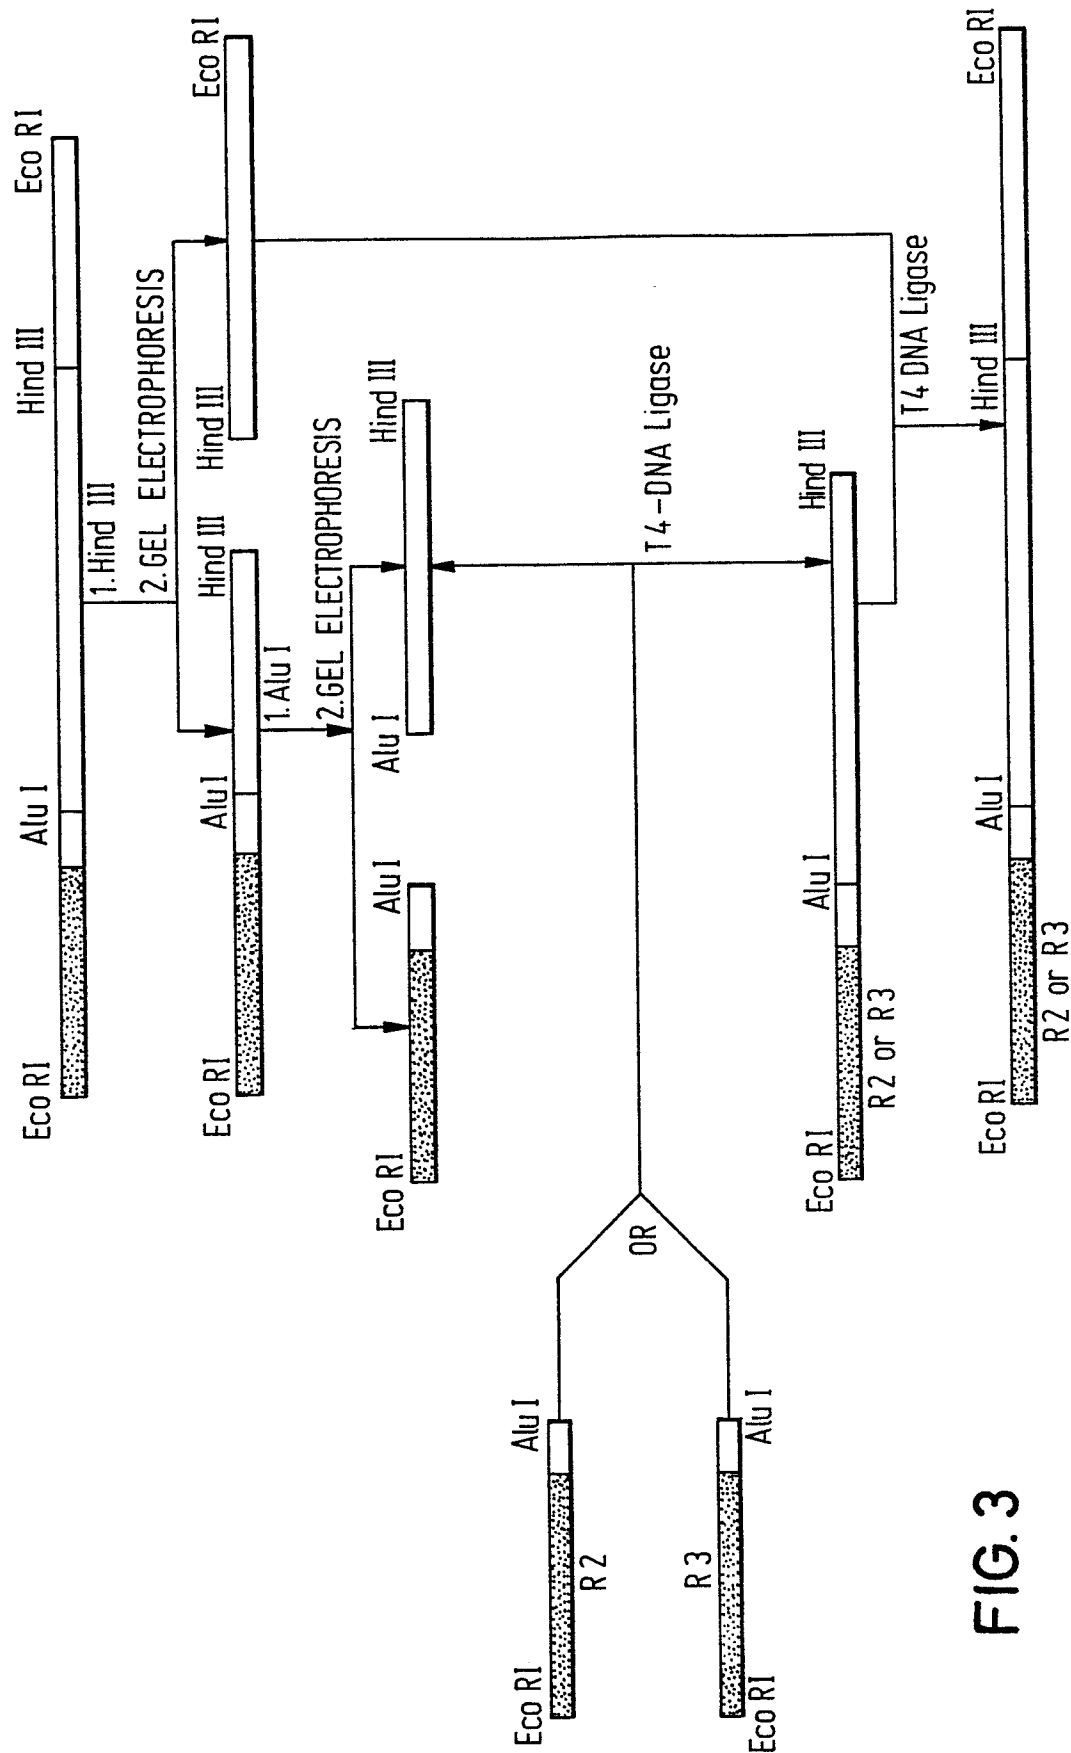 Eco RI
Alu I
Hind III
Eco RI
1. Hind III
2. GEL ELECTROPHORESIS
Eco RI
Alu I
Hind III
Hind III
Eco RI
1. Alu I
2. GEL ELECTROPHORESIS
Eco RI
Alu I
Alu I
Hind III
Eco RI
Alu I
R2
OR
T4-DNA Ligase
R3
Eco RI
Alu I
Eco RI
Alu I
Hind III
R2 or R3
T4 DNA Ligase
Eco RI
Alu I
Hind III
Eco RI
R2 or R3
FIG. 3